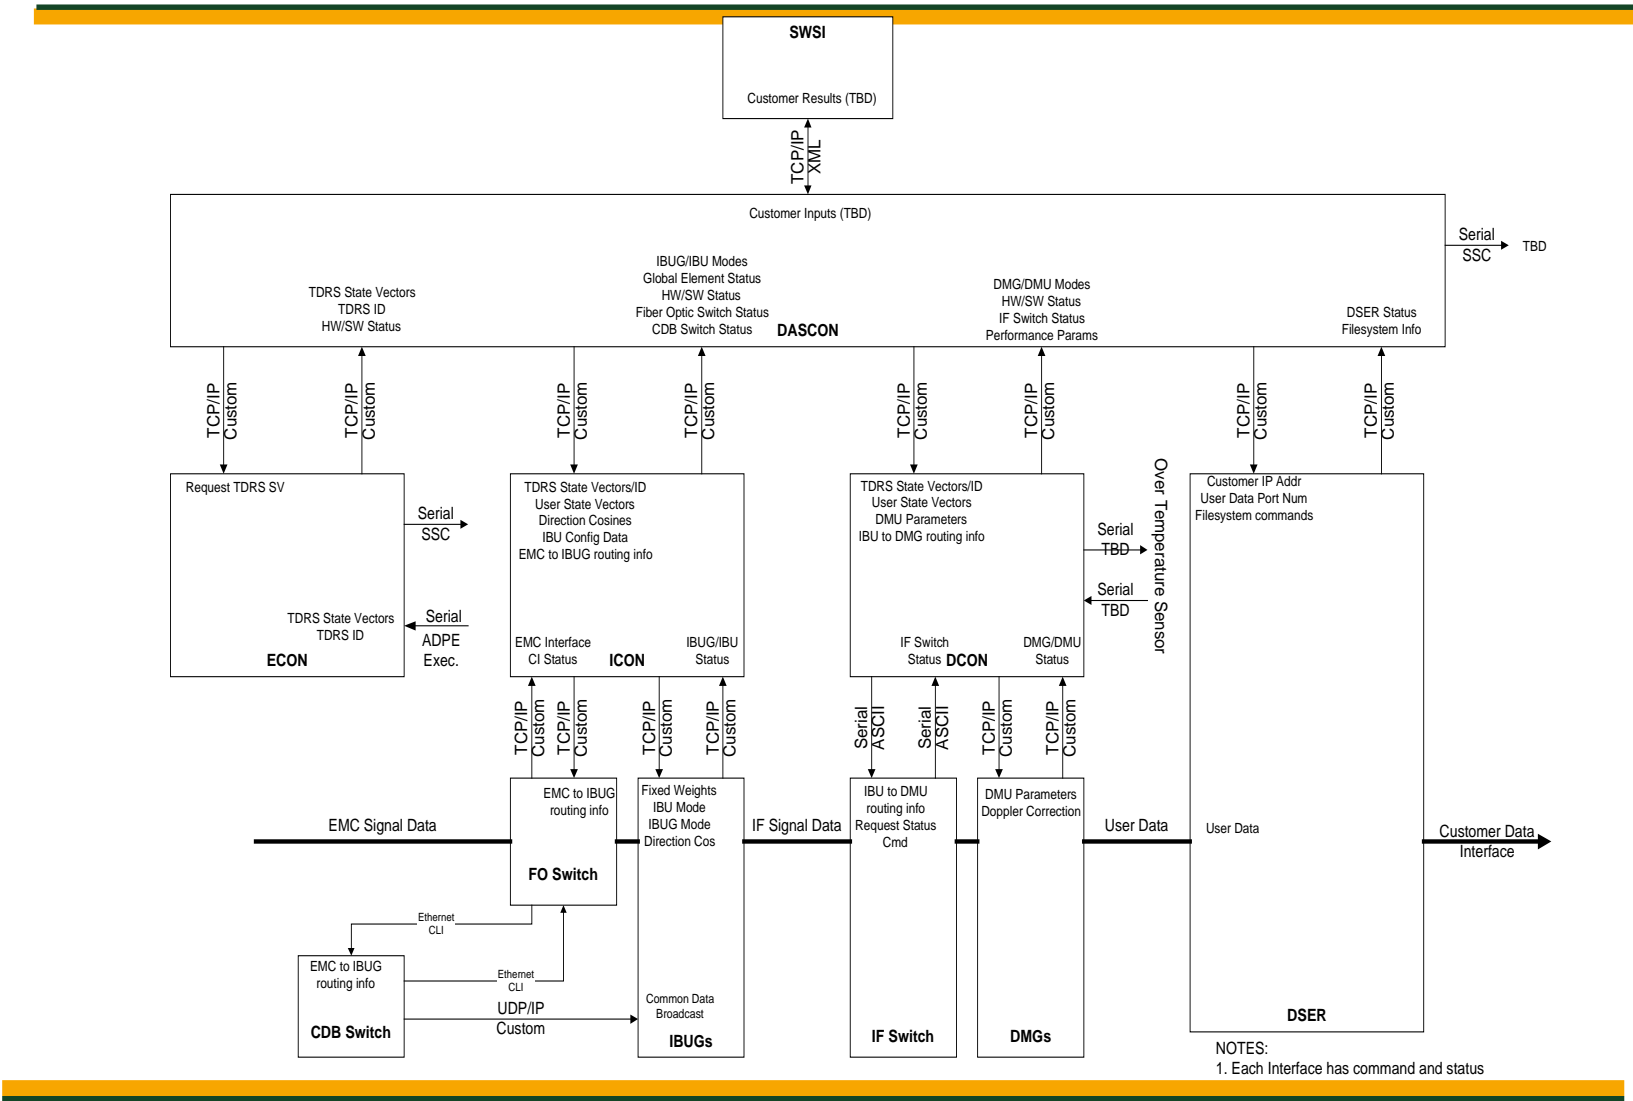 SWSI
Customer Results (TBD)
TCP/IP
XML
Customer Inputs (TBD)
Serial
SSC
TBD
TDRS State Vectors
TDRS ID
HW/SW Status
IBUG/IBU Modes
Global Element Status
HW/SW Status
Fiber Optic Switch Status
CDB Switch Status
DASCON
DMG/DMU Modes
HW/SW Status
IF Switch Status
Performance Params
DSER Status
Filesystem Info
TCP/IP
Custom
TCP/IP
Custom
TCP/IP
Custom
TCP/IP
Custom
TCP/IP
Custom
TCP/IP
Custom
TCP/IP
Custom
TCP/IP
Custom
Request TDRS SV
Serial
SSC
TDRS State Vectors
TDRS ID
ECON
Serial
ADPE
Exec.
TDRS State Vectors/ID
User State Vectors
Direction Cosines
IBU Config Data
EMC to IBUG routing info
EMC Interface
CI Status
ICON
IBUG/IBU
Status
TDRS State Vectors/ID
User State Vectors
DMU Parameters
IBU to DMG routing info
IF Switch
Status
DCON
DMG/DMU
Status
Serial
TBD
Serial
TBD
Over Temperature Sensor
Customer IP Addr
User Data Port Num
Filesystem commands
TCP/IP
Custom
TCP/IP
Custom
TCP/IP
Custom
TCP/IP
Custom
Serial
ASCII
Serial
ASCII
TCP/IP
Custom
TCP/IP
Custom
EMC Signal Data
EMC to IBUG
routing info
FO Switch
Fixed Weights
IBU Mode
IBUG Mode
Direction Cos
IF Signal Data
IBU to DMU
routing info
Request Status
Cmd
DMU Parameters
Doppler Correction
User Data
User Data
Customer Data
Interface
Ethernet
CLI
EMC to IBUG
routing info
CDB Switch
Ethernet
CLI
UDP/IP
Custom
Common Data
Broadcast
IBUGs
IF Switch
DMGs
DSER
NOTES:
1. Each Interface has command and status